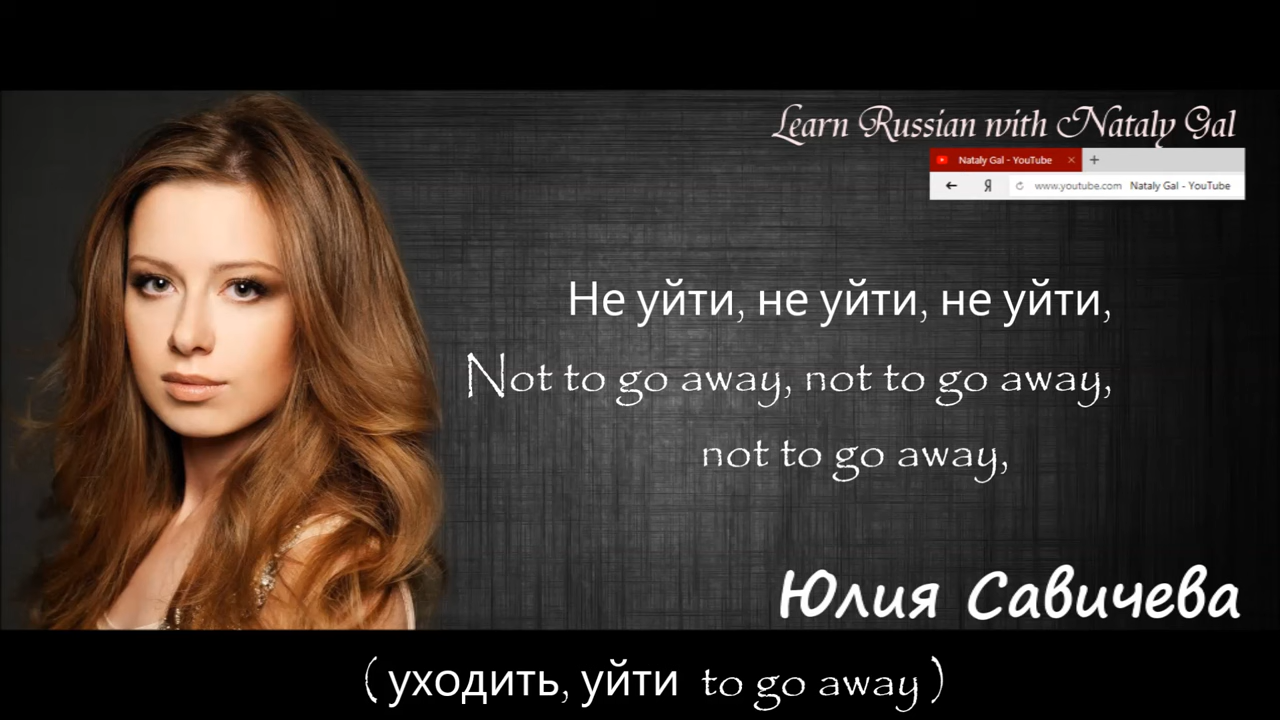 Learn Russian with Nataly Gal
Nataly Gal - YouTube × +
← Я www.youtube.com Nataly Gal - YouTube
Не уйти, не уйти, не уйти,
Not to go away, not to go away,
not to go away,
Юлия Савичева
( уходить, уйти to go away )